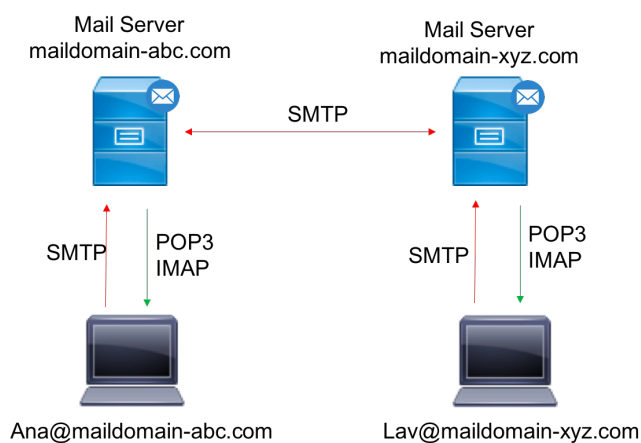 Mail Server
maildomain-abc.com
Mail Server
maildomain-xyz.com
SMTP
SMTP
POP3
IMAP
SMTP
POP3
IMAP
Ana@maildomain-abc.com
Lav@maildomain-xyz.com